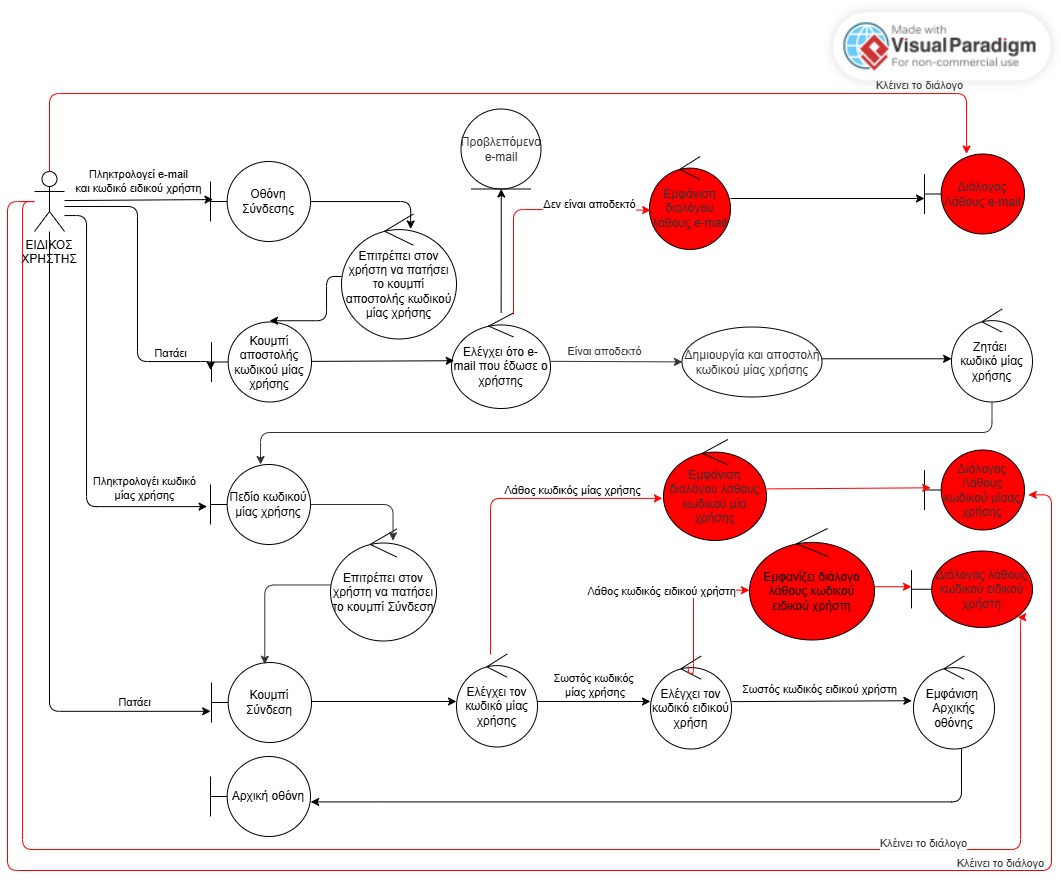 Made with
Visual Paradigm
For non-commercial use
Κλέινει το διάλογο
Πληκτρολογεί e-mail
και κωδικό ειδικού χρήστη
Οθόνη
Σύνδεσης
Προβλεπόμενα
e-mail
Δεν είναι αποδεκτό
Εμφάνιση
διαλόγου
λάθους e-mail
Διάλογος
Λάθους e-mail
ΕΙΔΙΚΟΣ
ΧΡΗΣΤΗΣ
Επιτρέπει στον
χρήστη να πατήσει
το κουμπί
αποστολής κωδικού
μίας χρήσης
Πατάει
Κουμπί
αποστολής
κωδικού μίας
χρήσης
Ελέγχει ότο e-
mail που έδωσε ο
χρήστης
Είναι αποδεκτό
Δημιουργία και αποστολή
κωδικού μίας χρήσης
Ζητάει
κωδικό μίας
χρήσης
Πληκτρολογέι κωδικό
μίας χρήσης
Πεδίο κωδικού
μίας χρήσης
Λάθος κωδικός μίας χρήσης
Εμφάνιση
διαλόγου λάθους
κωδικού μία
χρήσης
Διάλογος
Λάθους
κωδικού μίαας
χρήσης
Επιτρέπει στον
χρήστη να πατήσει
το κουμπί Σύνδεση
Λάθος κωδικός ειδικού χρήστη
Εμφανίζει διάλογο
λάθους κωδικού
ειδικού χρήστη
Διάλογος λάθους
κωδικού ειδικού
χρήστη
Πατάει
Κουμπί
Σύνδεση
Ελέγχει τον
κωδικό μίας
χρήσης
Σωστός κωδικός
μίας χρήσης
Ελέγχει τον
κωδικό ειδικού
χρήση
Σωστός κωδικός ειδικού χρήστη
Εμφάνιση
Αρχικής
οθόνης
Αρχική οθόνη
Κλέινει το διάλογο
Κλέινει το διάλογο